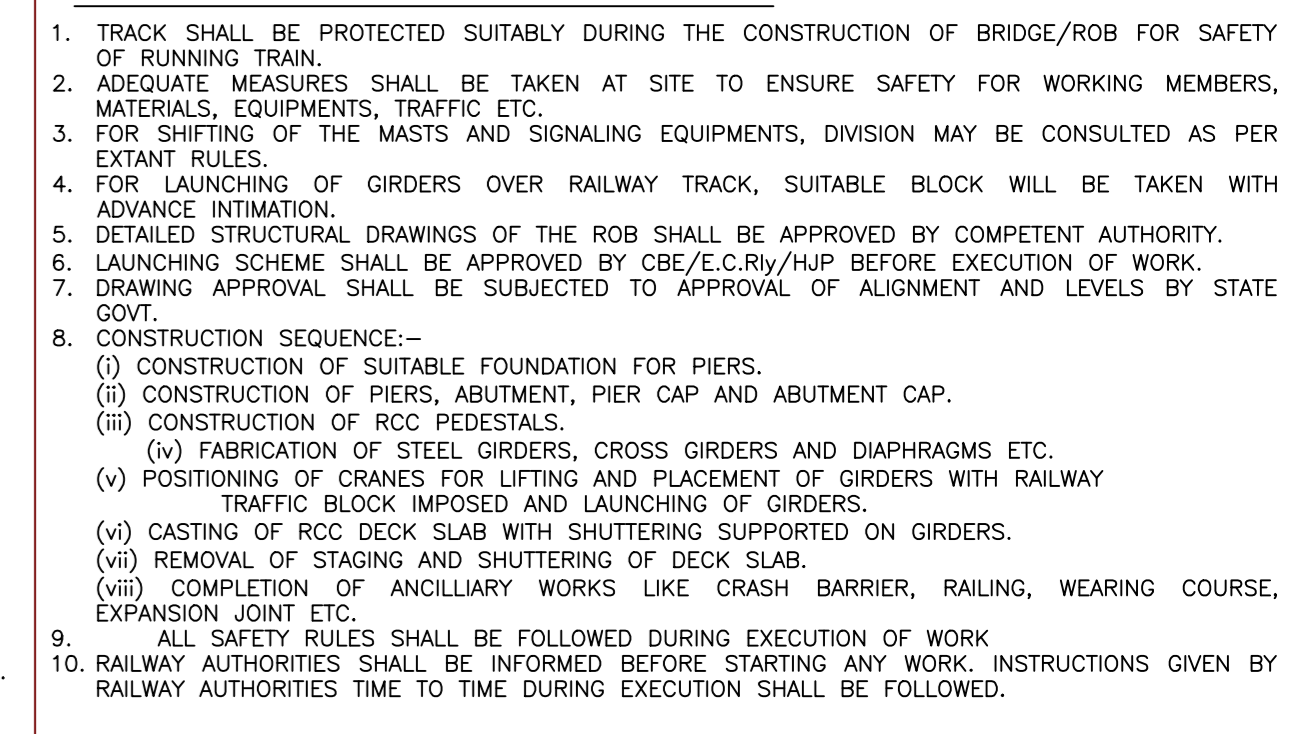 1. TRACK SHALL BE PROTECTED SUITABLY DURING THE CONSTRUCTION OF BRIDGE/ROB FOR SAFETY
OF RUNNING TRAIN.
2. ADEQUATE MEASURES SHALL BE TAKEN AT SITE TO ENSURE SAFETY FOR WORKING MEMBERS,
MATERIALS, EQUIPMENTS, TRAFFIC ETC.
3. FOR SHIFTING OF THE MASTS AND SIGNALING EQUIPMENTS, DIVISION MAY BE CONSULTED AS PER
EXTANT RULES.
4. FOR LAUNCHING OF GIRDERS OVER RAILWAY TRACK, SUITABLE BLOCK WILL BE TAKEN WITH
ADVANCE INTIMATION.
5. DETAILED STRUCTURAL DRAWINGS OF THE ROB SHALL BE APPROVED BY COMPETENT AUTHORITY.
6. LAUNCHING SCHEME SHALL BE APPROVED BY CBE/E.C.Rly/HJP BEFORE EXECUTION OF WORK.
7. DRAWING APPROVAL SHALL BE SUBJECTED TO APPROVAL OF ALIGNMENT AND LEVELS BY STATE
GOVT.
8. CONSTRUCTION SEQUENCE:–
(i) CONSTRUCTION OF SUITABLE FOUNDATION FOR PIERS.
(ii) CONSTRUCTION OF PIERS, ABUTMENT, PIER CAP AND ABUTMENT CAP.
(iii) CONSTRUCTION OF RCC PEDESTALS.
(iv) FABRICATION OF STEEL GIRDERS, CROSS GIRDERS AND DIAPHRAGMS ETC.
(v) POSITIONING OF CRANES FOR LIFTING AND PLACEMENT OF GIRDERS WITH RAILWAY
TRAFFIC BLOCK IMPOSED AND LAUNCHING OF GIRDERS.
(vi) CASTING OF RCC DECK SLAB WITH SHUTTERING SUPPORTED ON GIRDERS.
(vii) REMOVAL OF STAGING AND SHUTTERING OF DECK SLAB.
(viii) COMPLETION OF ANCILLIARY WORKS LIKE CRASH BARRIER, RAILING, WEARING COURSE,
EXPANSION JOINT ETC.
9. ALL SAFETY RULES SHALL BE FOLLOWED DURING EXECUTION OF WORK
10. RAILWAY AUTHORITIES SHALL BE INFORMED BEFORE STARTING ANY WORK. INSTRUCTIONS GIVEN BY
RAILWAY AUTHORITIES TIME TO TIME DURING EXECUTION SHALL BE FOLLOWED.